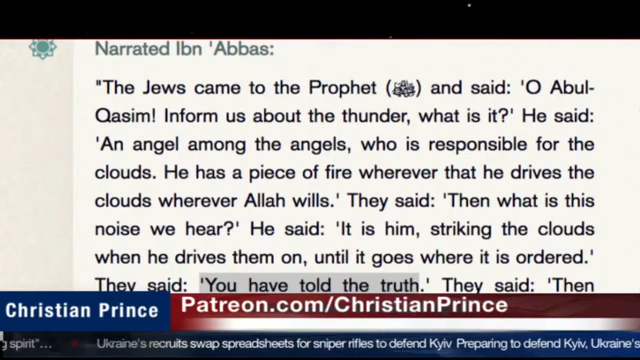 Narrated Ibn 'Abbas:
"The Jews came to the Prophet (ﷺ) and said: 'O Abul-
Qasim! Inform us about the thunder, what is it?' He said:
'An angel among the angels, who is responsible for the
clouds. He has a piece of fire wherever that he drives the
clouds wherever Allah wills.' They said: 'Then what is this
noise we hear?' He said: 'It is him, striking the clouds
when he drives them on, until it goes where it is ordered.'
They said: 'You have told the truth.' They said: 'Then
Christian Prince
Patreon.com/ChristianPrince
g spirit"... Ukraine's recruits swap spreadsheets for sniper rifles to defend Kyiv Preparing to defend Kyiv, Ukraine's